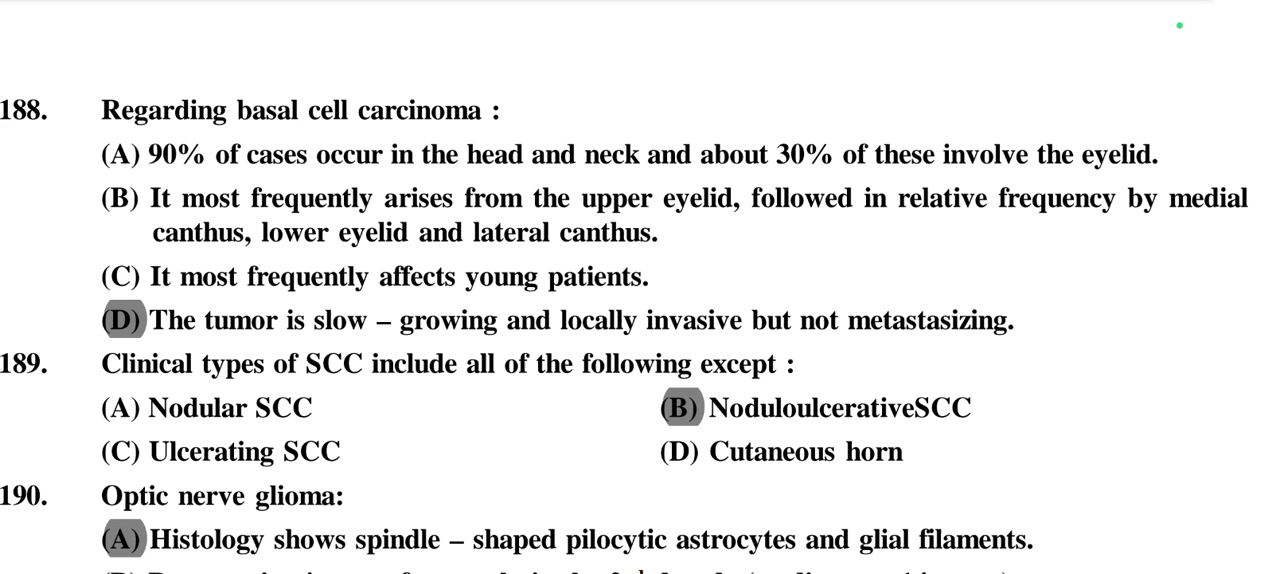 188. Regarding basal cell carcinoma :
(A) 90% of cases occur in the head and neck and about 30% of these involve the eyelid.
(B) It most frequently arises from the upper eyelid, followed in relative frequency by medial
canthus, lower eyelid and lateral canthus.
(C) It most frequently affects young patients.
(D) The tumor is slow – growing and locally invasive but not metastasizing.
189. Clinical types of SCC include all of the following except :
(A) Nodular SCC (B) NoduloulcerativeSCC
(C) Ulcerating SCC (D) Cutaneous horn
190. Optic nerve glioma:
(A) Histology shows spindle – shaped pilocytic astrocytes and glial filaments.